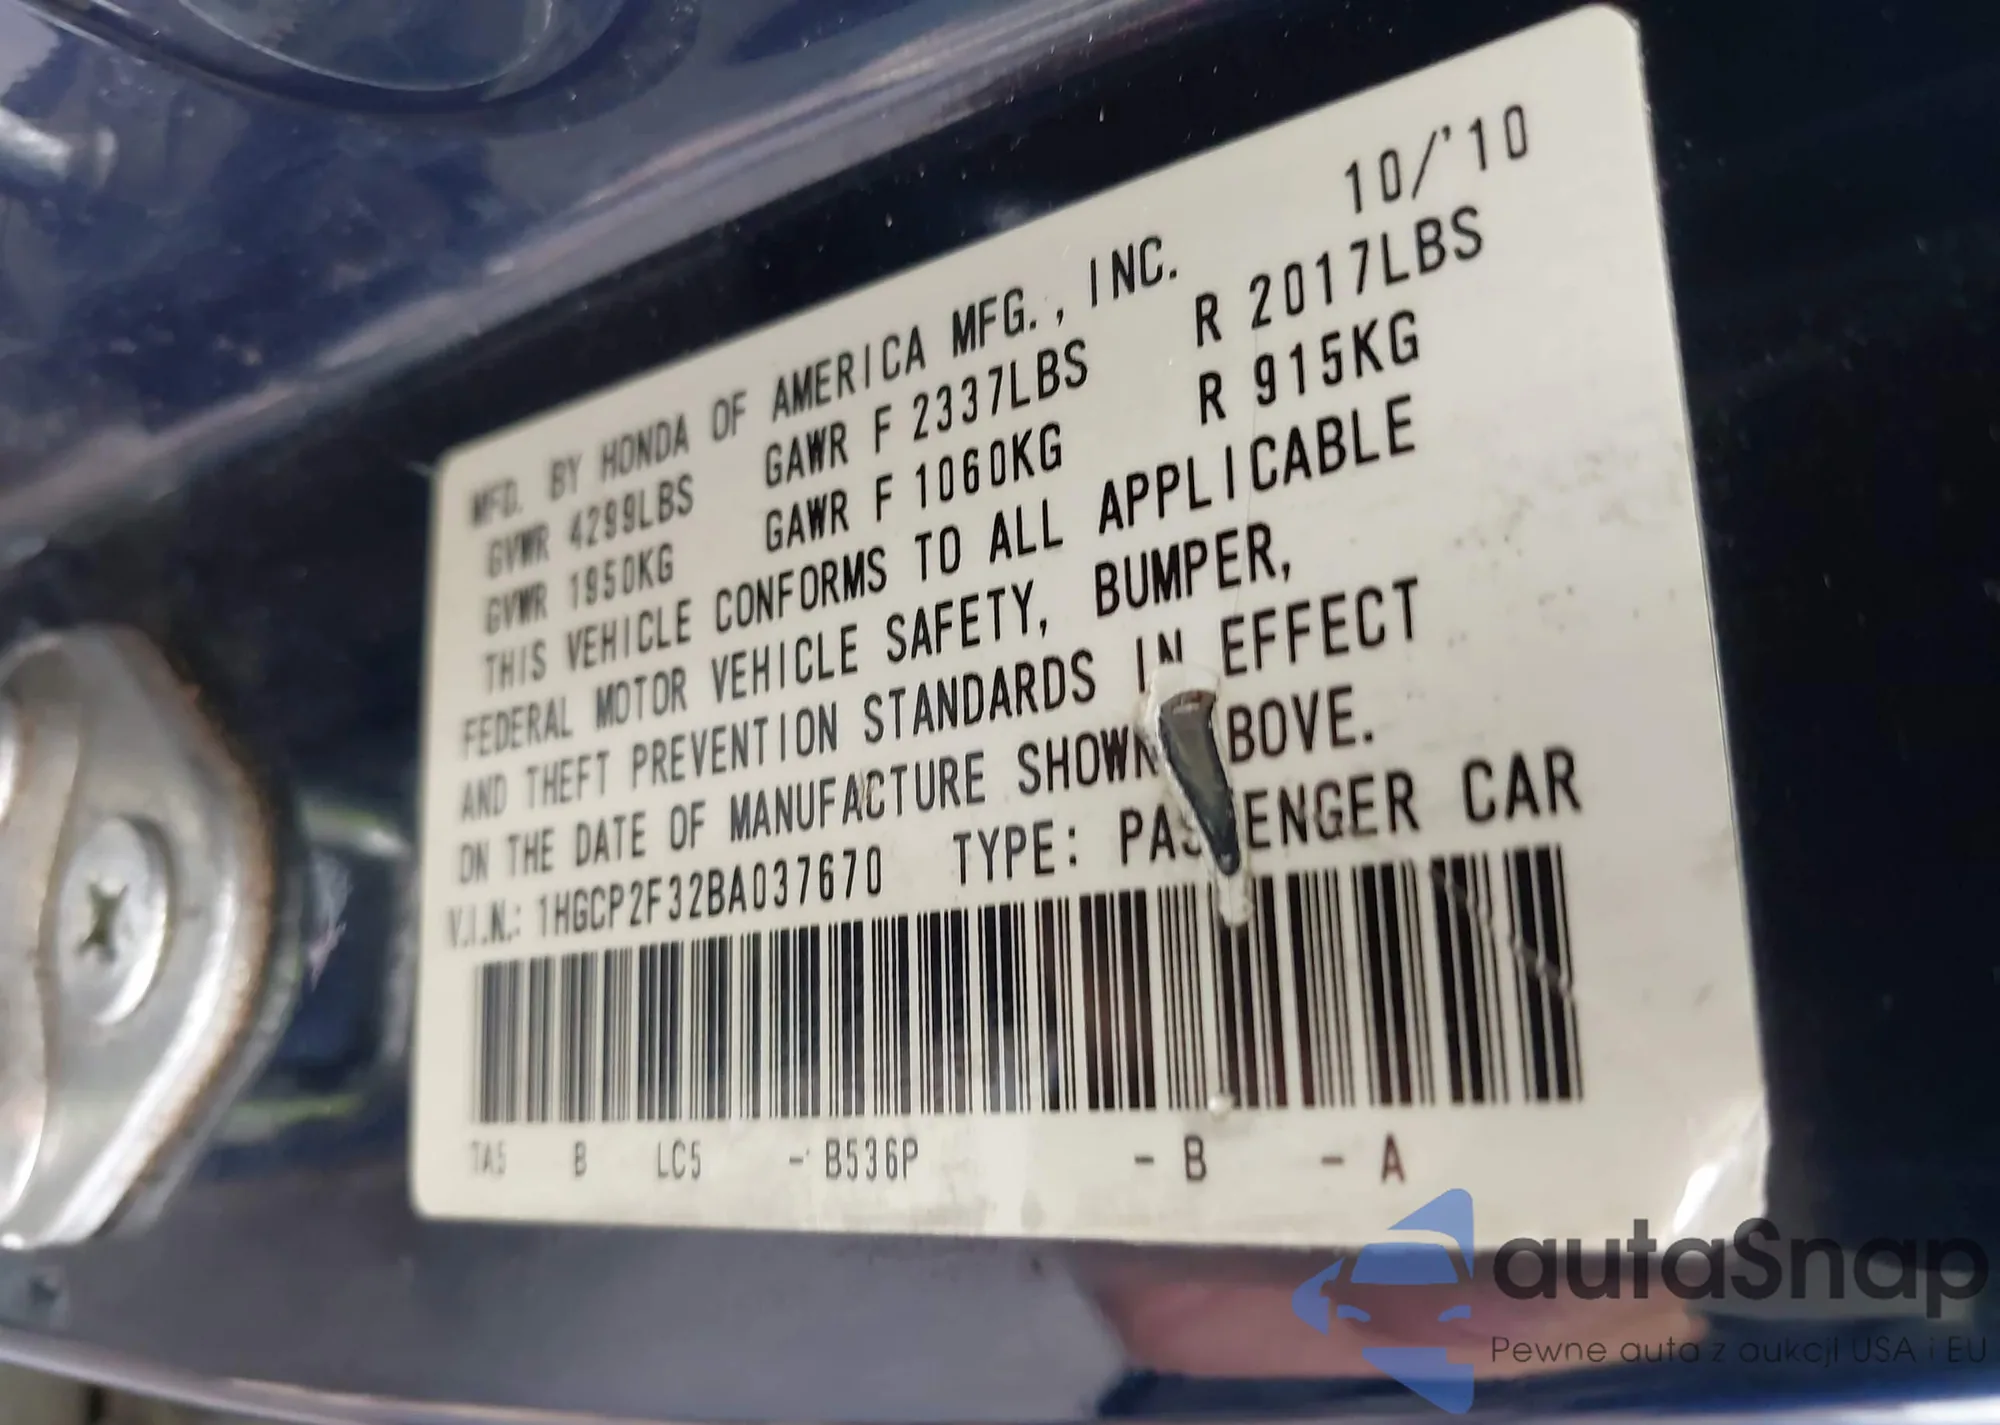 10/'10
MFD. BY HONDA OF AMERICA MFG., INC.
GVWR 4299LBS GAWR F 2337LBS R 2017LBS
GVWR 1950KG GAWR F 1060KG R 915KG
THIS VEHICLE CONFORMS TO ALL APPLICABLE
FEDERAL MOTOR VEHICLE SAFETY, BUMPER,
AND THEFT PREVENTION STANDARDS IN EFFECT
ON THE DATE OF MANUFACTURE SHOWN BOVE.
V.I.N.: 1HGCP2F32BA037670 TYPE: PASSENGER CAR
TA5 B LC5 - B536P - B - A
autaSnap
Pewne auta z aukcji USA i EU